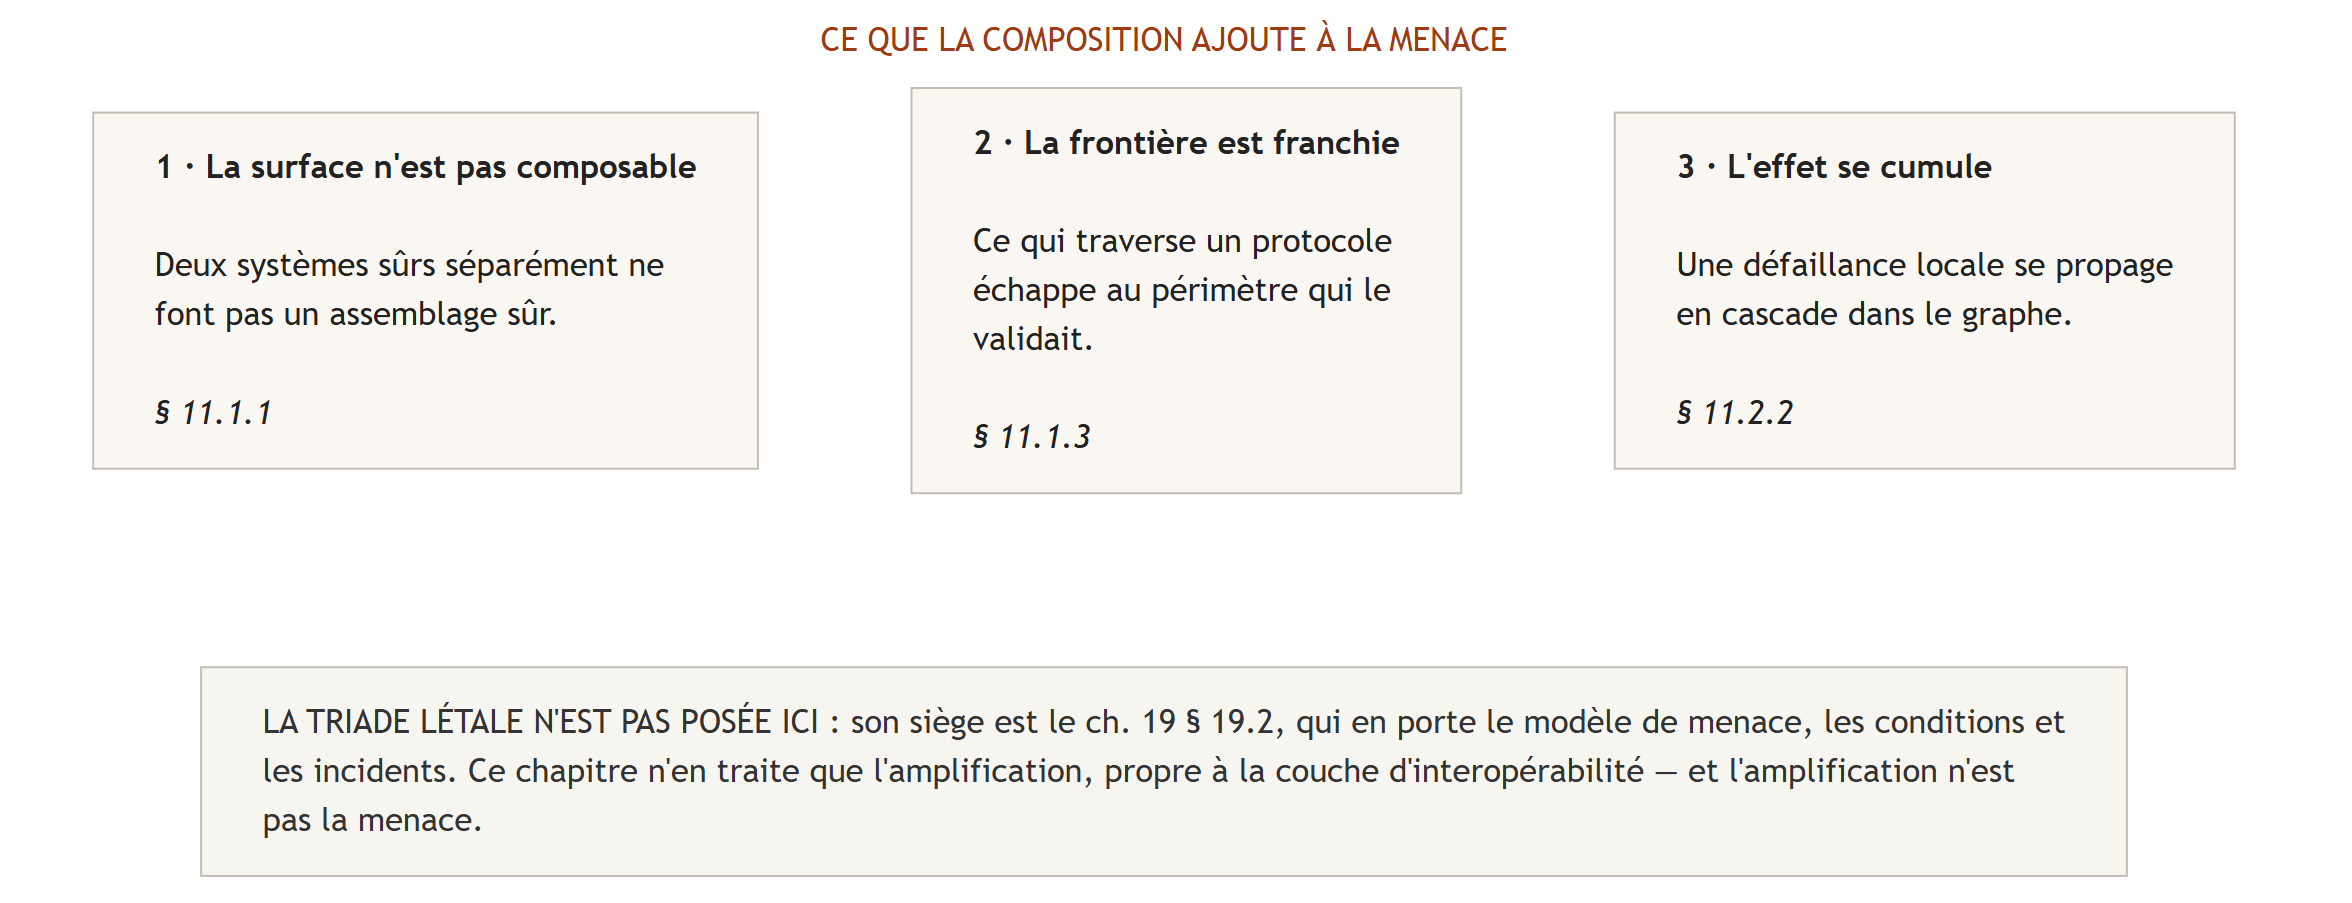 CE QUE LA COMPOSITION AJOUTE À LA MENACE
1 · La surface n'est pas composable
Deux systèmes sûrs séparément ne
font pas un assemblage sûr.
§ 11.1.1
2 · La frontière est franchie
Ce qui traverse un protocole
échappe au périmètre qui le
validait.
§ 11.1.3
3 · L'effet se cumule
Une défaillance locale se propage
en cascade dans le graphe.
§ 11.2.2
LA TRIADE LÉTALE N'EST PAS POSÉE ICI : son siège est le ch. 19 § 19.2, qui en porte le modèle de menace, les conditions et
les incidents. Ce chapitre n'en traite que l'amplification, propre à la couche d'interopérabilité — et l'amplification n'est
pas la menace.